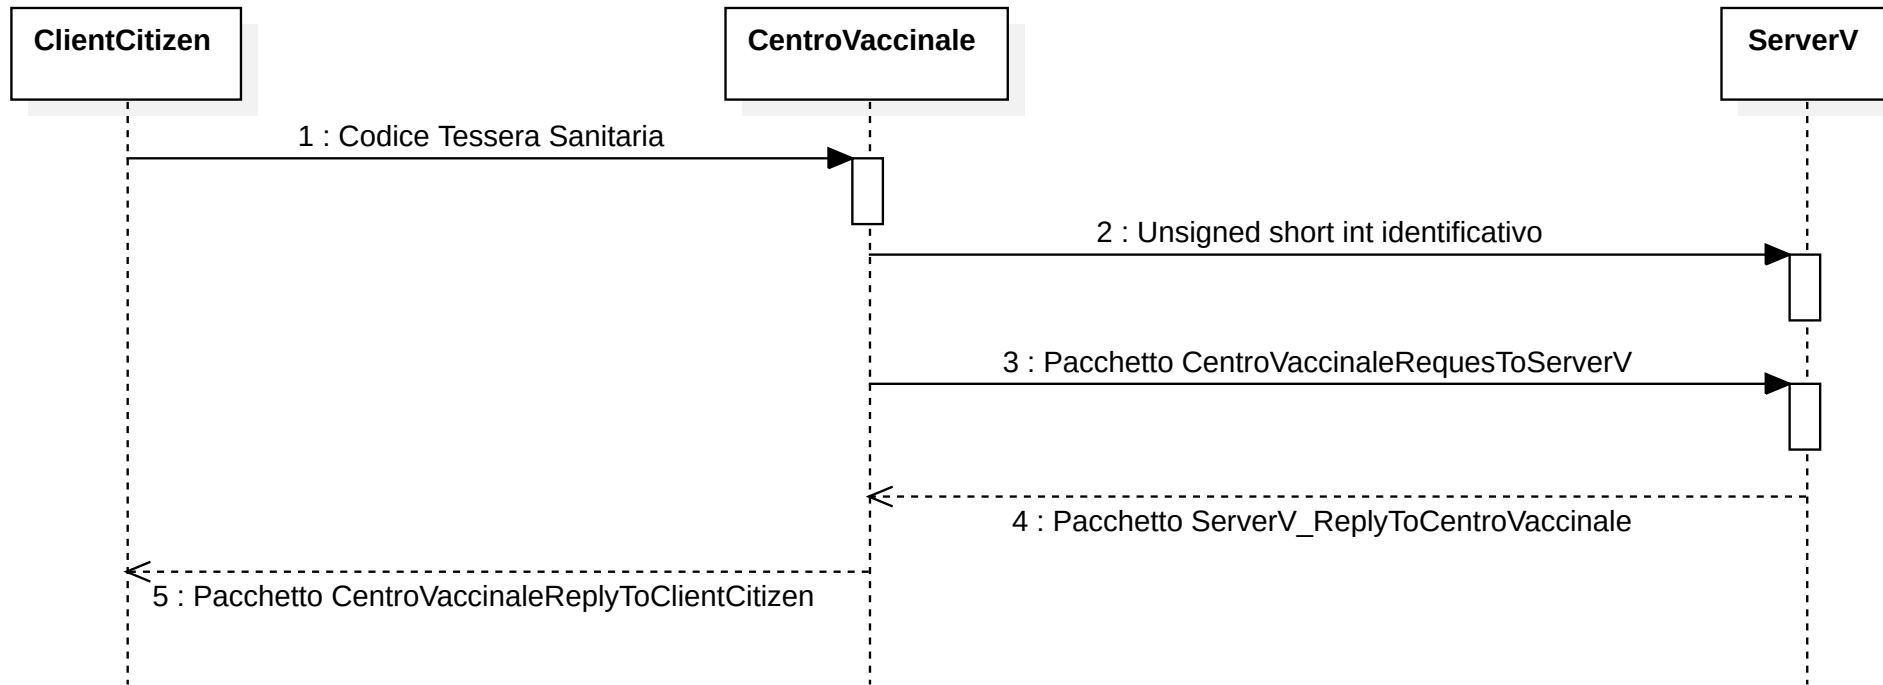 ClientCitizen
CentroVaccinale
ServerV
1 : Codice Tessera Sanitaria
2 : Unsigned short int identificativo
3 : Pacchetto CentroVaccinaleRequesToServerV
4 : Pacchetto ServerV_ReplyToCentroVaccinale
5 : Pacchetto CentroVaccinaleReplyToClientCitizen